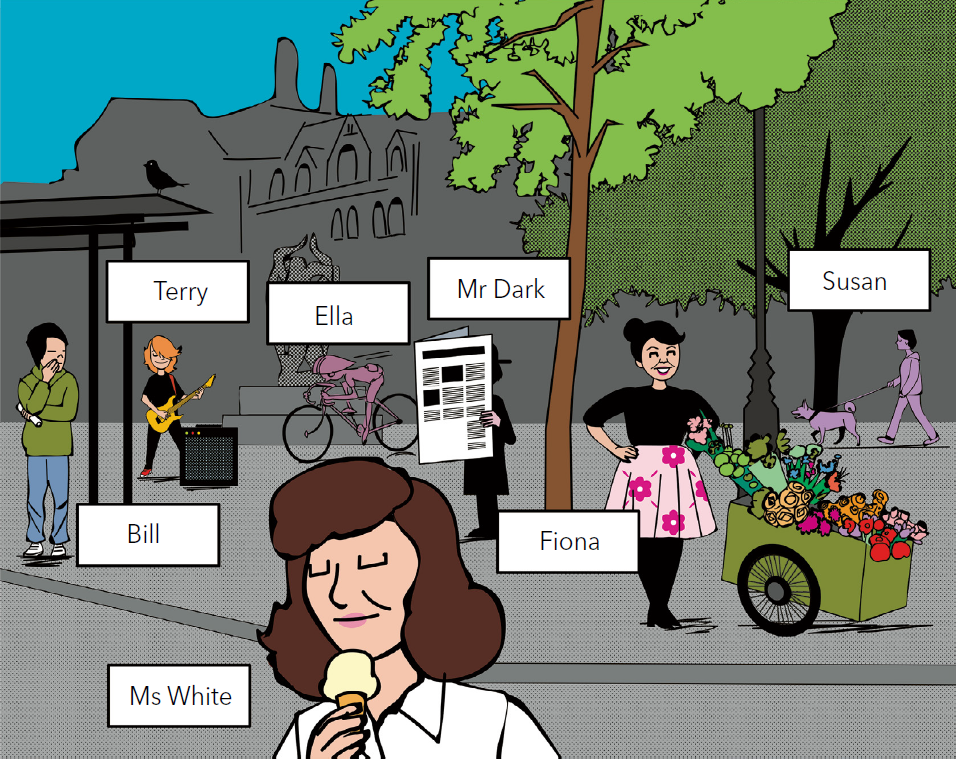 Terry
Ella
Mr Dark
Susan
Bill
Fiona
Ms White